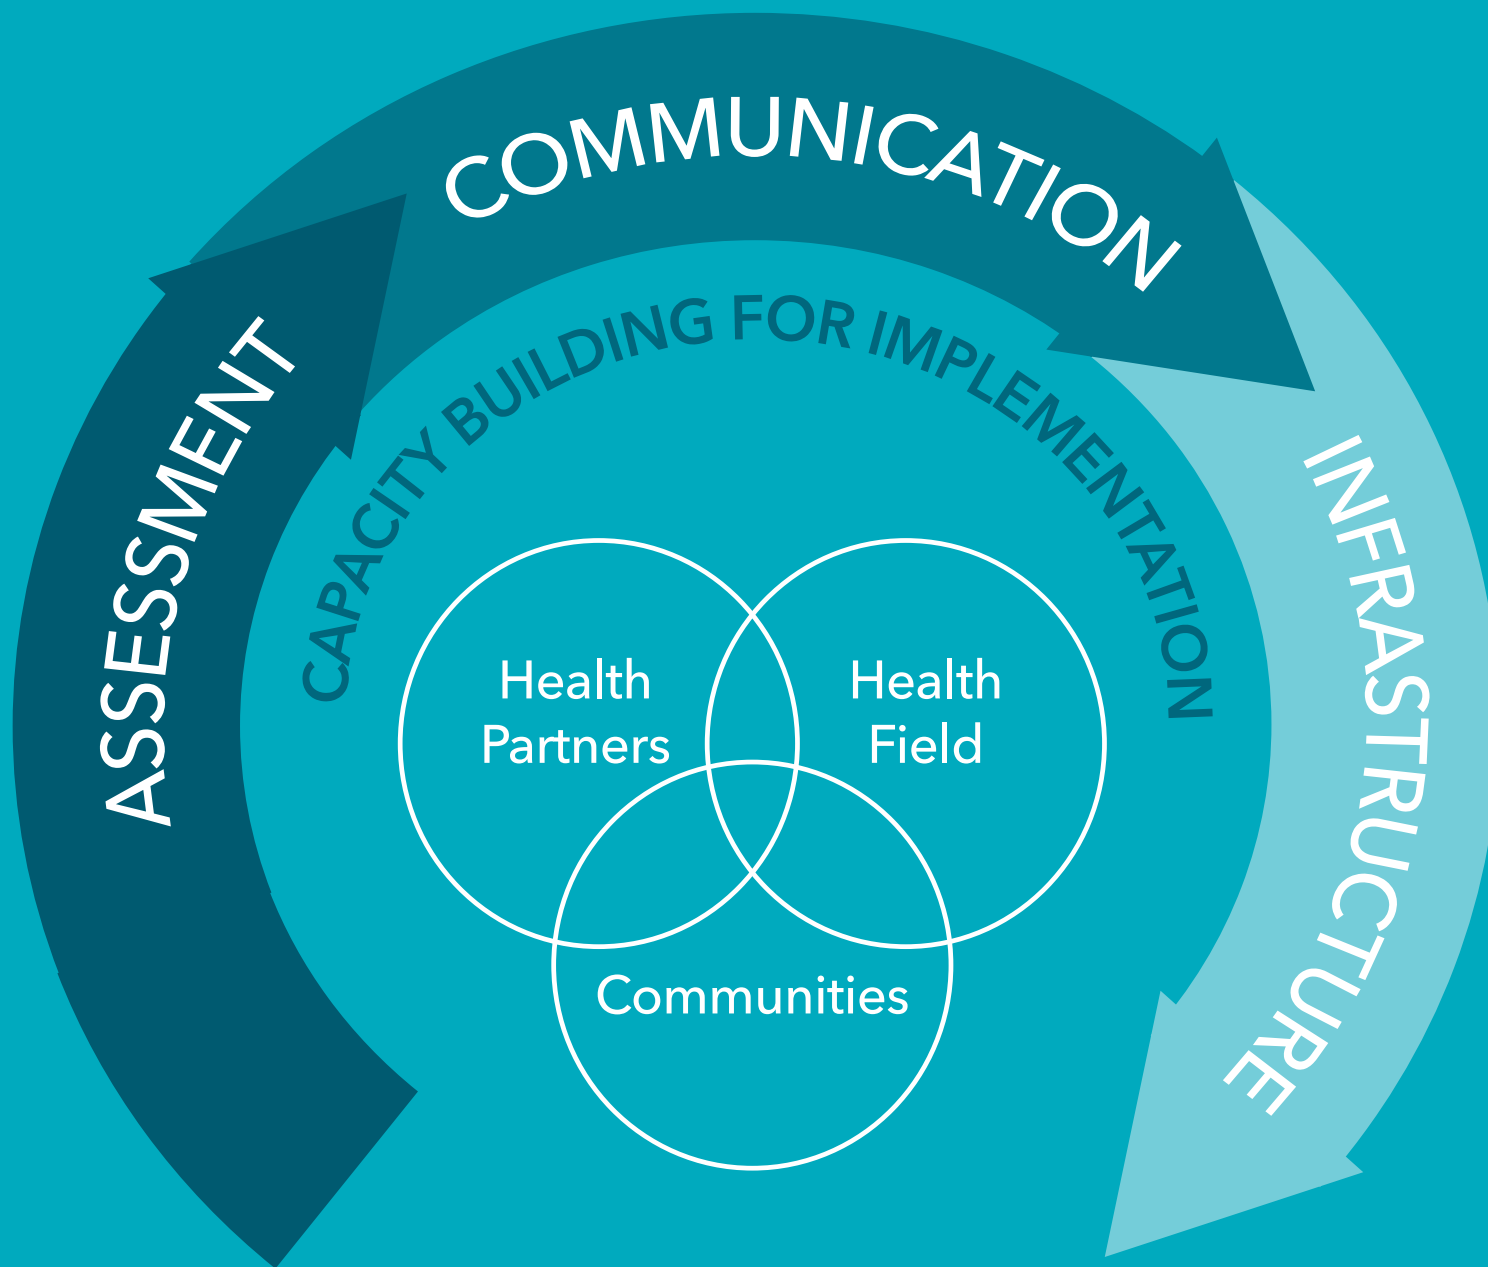 ASSESSMENT
COMMUNICATION
INFRASTRUCTURE
CAPACITY BUILDING FOR IMPLEMENTATION
Health
Partners
Health
Field
Communities